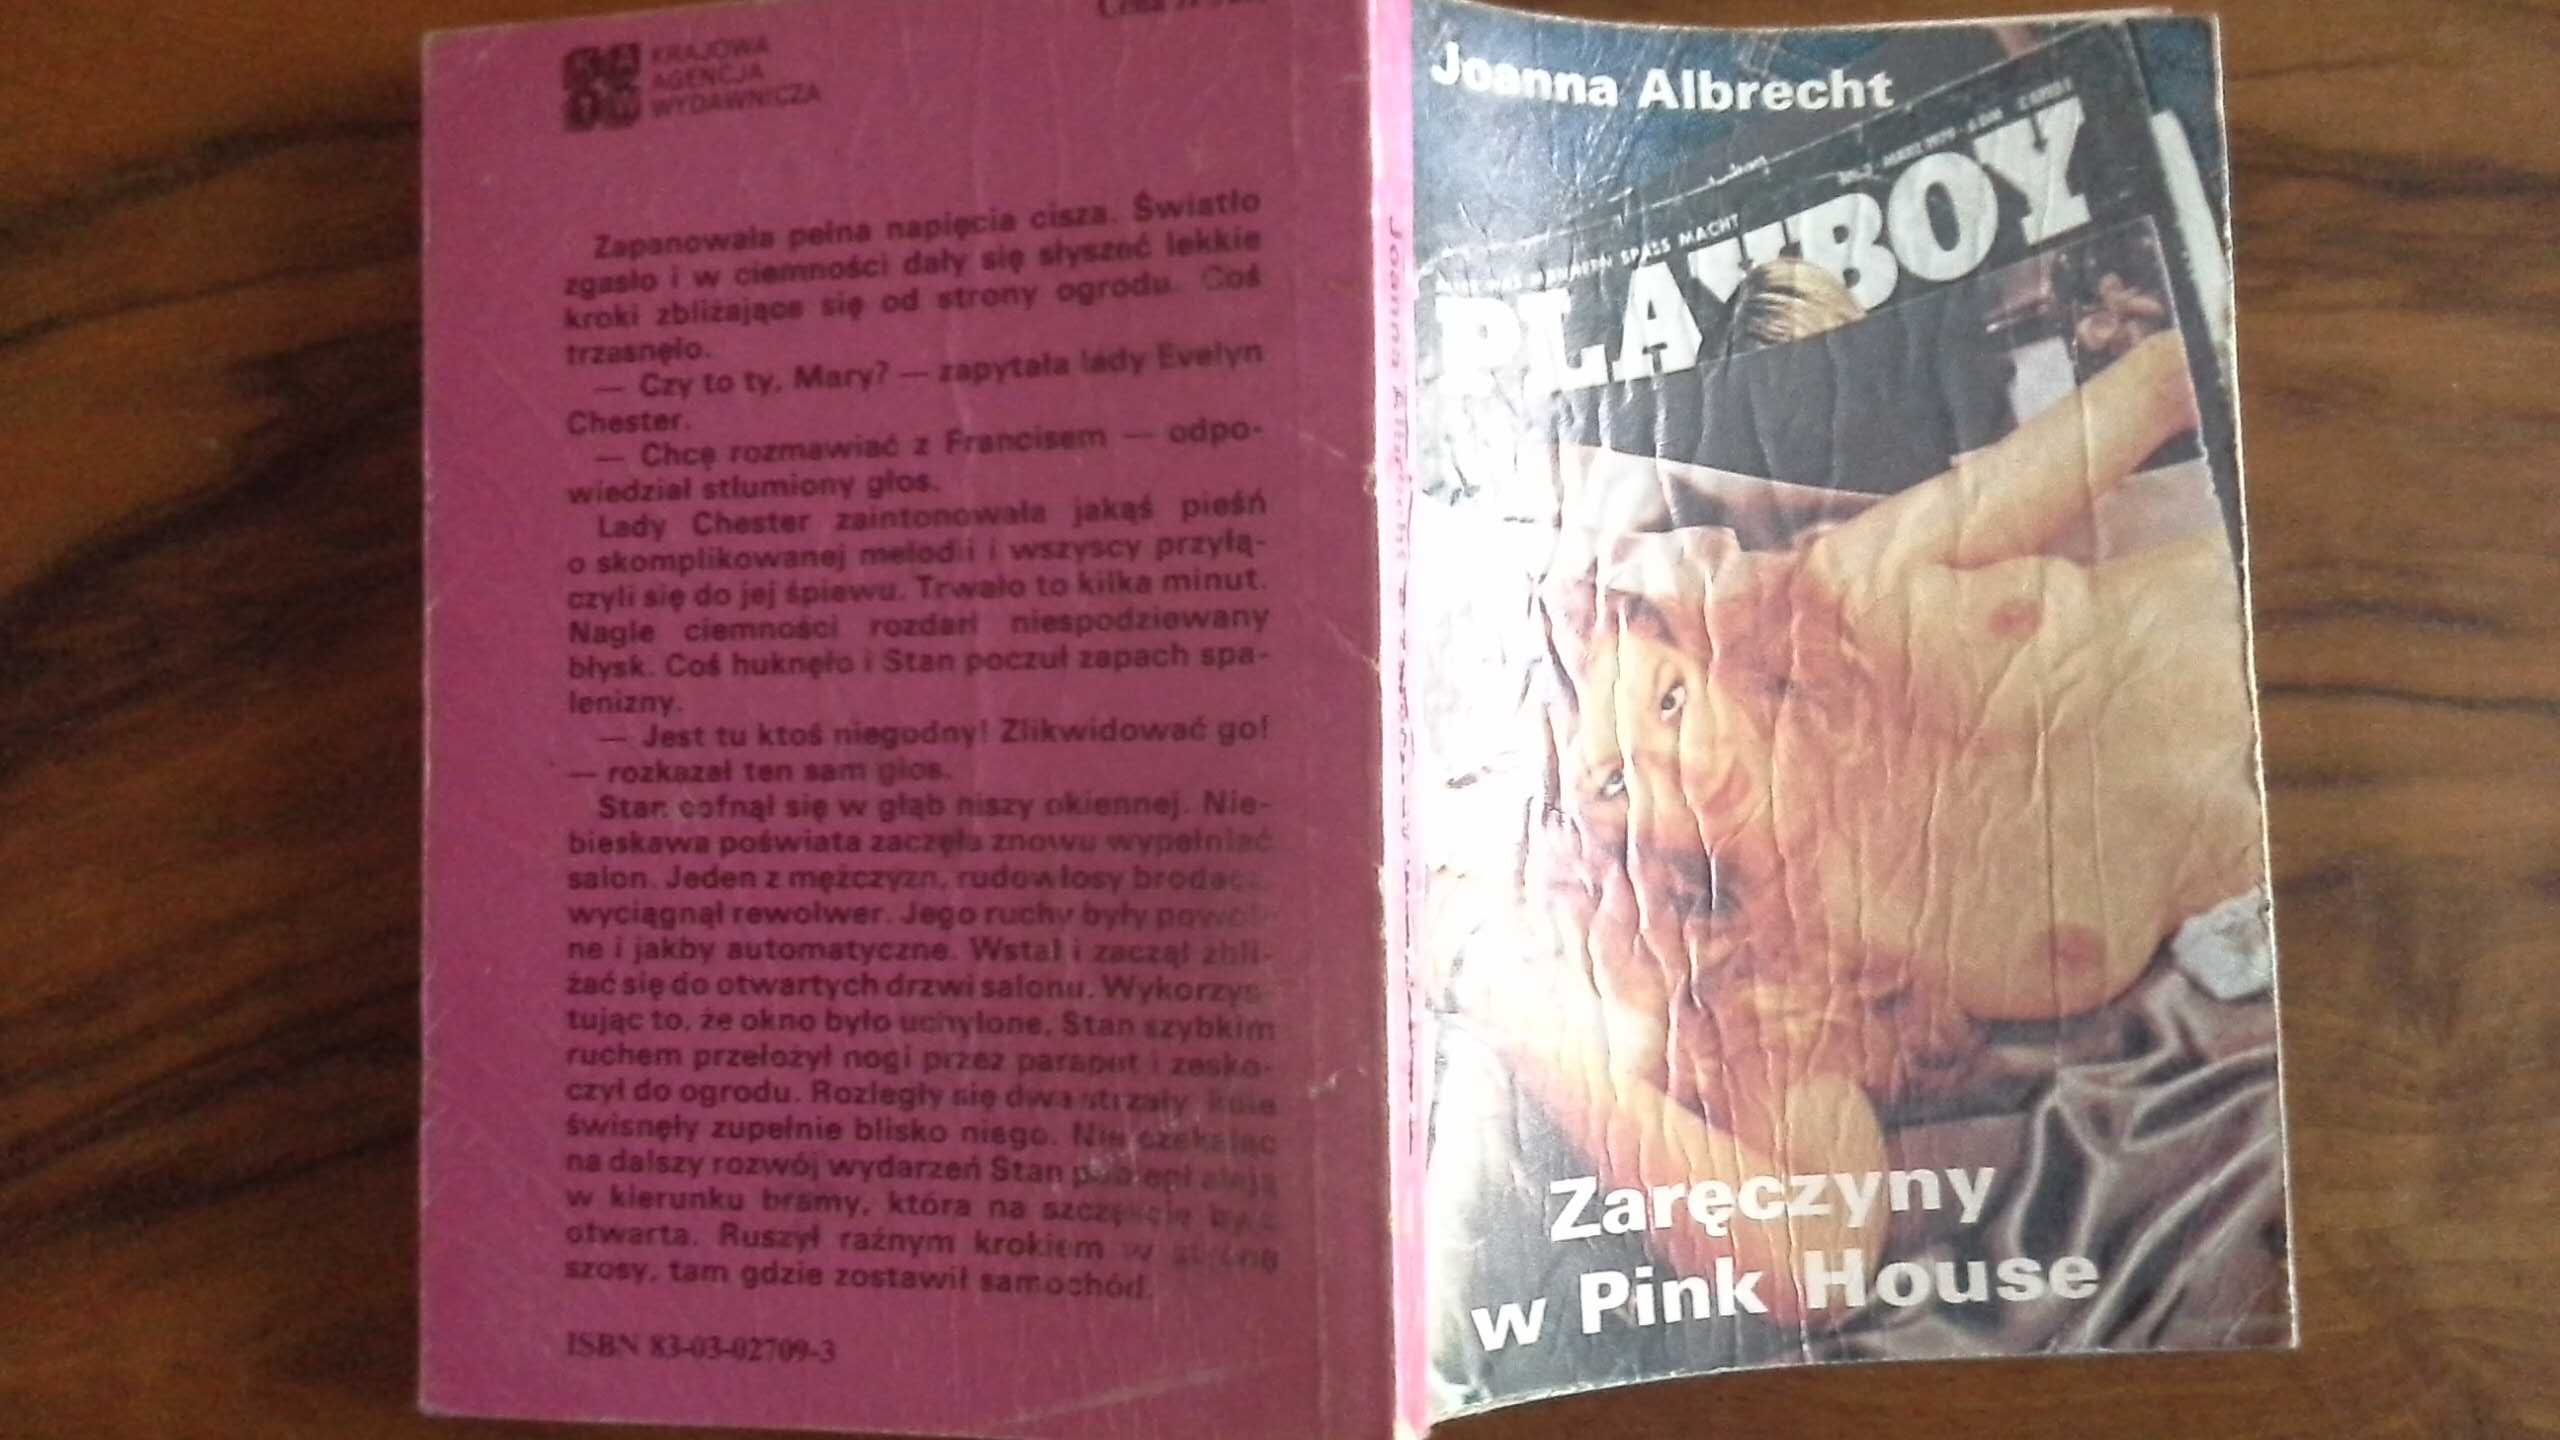 KRAJOWA
AGENCJA
WYDAWNICZA
Cena
Zapanowała pełna napięcia cisza. Światło
zgasło i w ciemności dały się słyszeć lekkie
kroki zbliżające się od strony ogrodu. Coś
trzasnęło.
— Czy to ty, Mary? — zapytała lady Evelyn
Chester.
— Chcę rozmawiać z Francisem — odpo-
wiedział stłumiony głos.
Lady Chester zaintonowała jakąś pieśń
o skomplikowanej melodii i wszyscy przyłą-
czyli się do jej śpiewu. Trwało to kilka minut.
Nagle ciemności rozdarł niespodziewany
błysk. Coś huknęło i Stan poczuł zapach spa-
lenizny.
— Jest tu ktoś niegodny! Zlikwidować go!
— rozkazał ten sam głos.
Stan cofnął się w głąb niszy okiennej. Nie-
bieskawa poświata zaczęła znowu wypełniać
salon. Jeden z mężczyzn, rudowłosy brodacz,
wyciągnął rewolwer. Jego ruchy były powol-
ne i jakby automatyczne. Wstał i zaczął zbli-
żać się do otwartych drzwi salonu. Wykorzys-
tując to, że okno było uchylone, Stan szybkim
ruchem przełożył nogi przez parapet i zesko-
czył do ogrodu. Rozległy się dwa strzały, kule
świsnęły zupełnie blisko niego. Nie czekając
na dalszy rozwój wydarzeń Stan pobiegł aleją
w kierunku bramy, która na szczęście była
otwarta. Ruszył raźnym krokiem w stronę
szosy, tam gdzie zostawił samochód.
ISBN 83-03-02709-3
Joanna Albrecht
Joanna Albrecht
SPASS MACHT
PLAYBOY
Zaręczyny
w Pink House